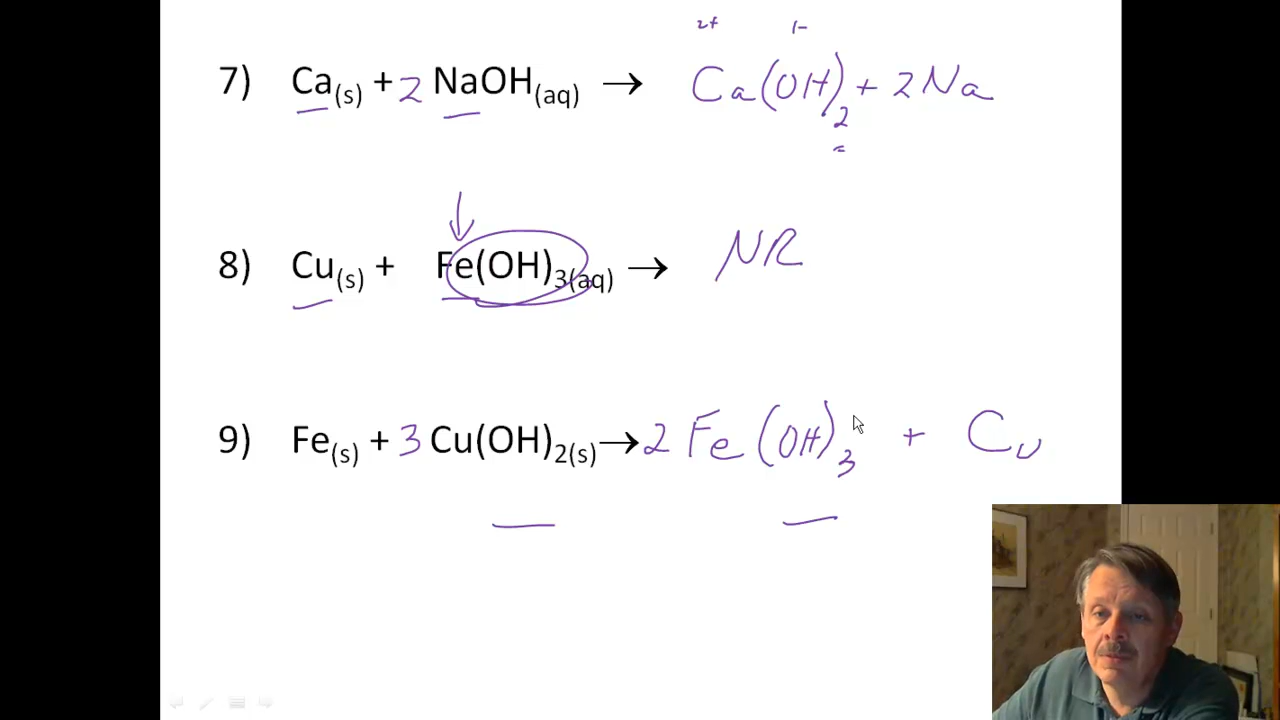 2+ 1-
7) Ca(s) + 2 NaOH(aq) → Ca(OH)2 + 2Na
8) Cu(s) + Fe(OH)3(aq) → NR
9) Fe(s) + 3 Cu(OH)2(s) → 2 Fe(OH)3 + Cu